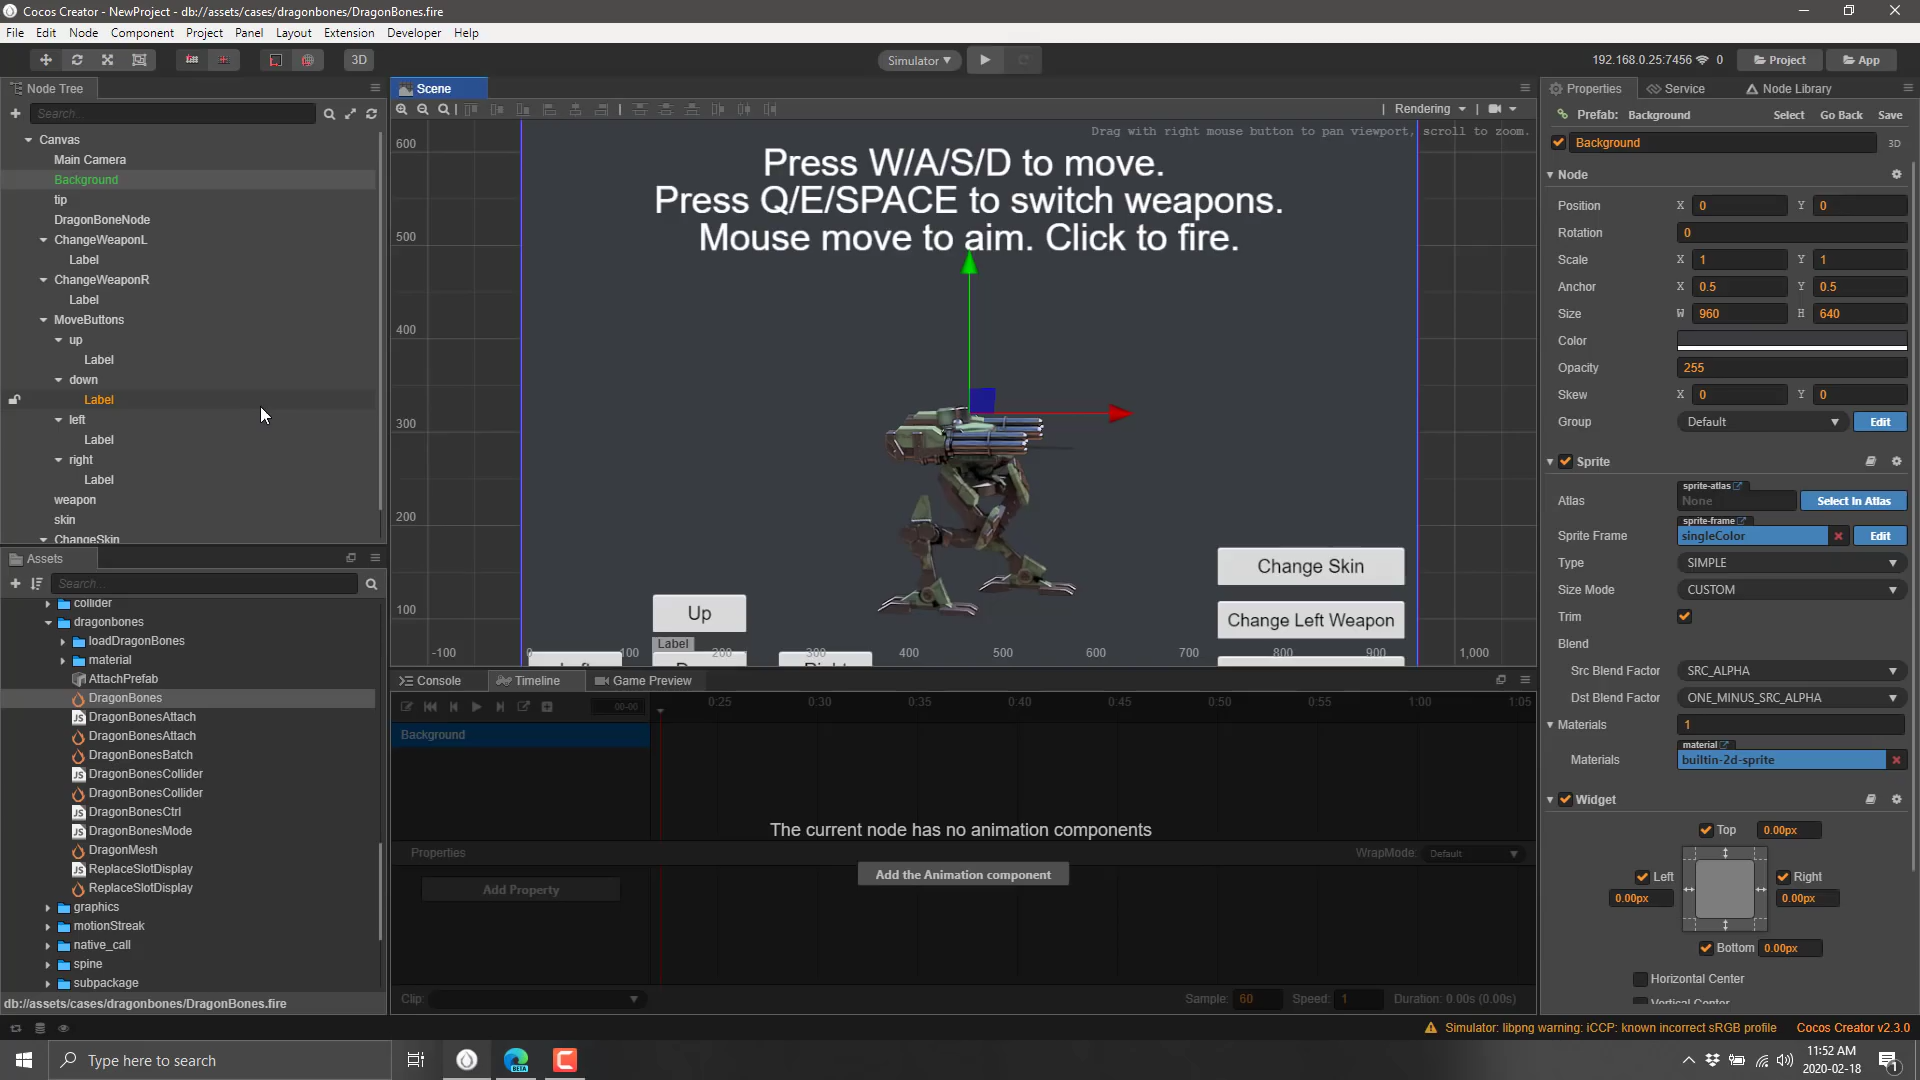 Cocos Creator - NewProject - db://assets/cases/dragonbones/DragonBones.fire
File Edit Node Component Project Panel Layout Extension Developer Help
3D
Simulator
192.168.0.25:7456 0
Project
App
Node Tree
Search...
Canvas
Main Camera
Background
tip
DragonBoneNode
ChangeWeaponL
Label
ChangeWeaponR
Label
MoveButtons
up
Label
down
Label
left
Label
right
Label
weapon
skin
ChangeSkin
Assets
Search...
collider
dragonbones
loadDragonBones
material
AttachPrefab
DragonBones
DragonBonesAttach
DragonBonesAttach
DragonBonesBatch
DragonBonesCollider
DragonBonesCollider
DragonBonesCtrl
DragonBonesMode
DragonMesh
ReplaceSlotDisplay
ReplaceSlotDisplay
graphics
motionStreak
native_call
spine
subpackage
db://assets/cases/dragonbones/DragonBones.fire
Scene
Rendering
Drag with right mouse button to pan viewport, scroll to zoom.
Press W/A/S/D to move.
Press Q/E/SPACE to switch weapons.
Mouse move to aim. Click to fire.
600
500
400
300
200
100
Change Skin
Change Left Weapon
Up
Label
-100 0 100 200 300 400 500 600 700 800 900 1,000
Left
Right
Console
Timeline
Game Preview
00-00
0:25 0:30 0:35 0:40 0:45 0:50 0:55 1:00 1:05
Background
The current node has no animation components
Properties
WrapMode: Default
Add the Animation component
Add Property
Clip:
Sample: 60 Speed: 1 Duration: 0.00s (0.00s)
Properties
Service
Node Library
Prefab: Background Select Go Back Save
Background 3D
Node
Position X 0 Y 0
Rotation 0
Scale X 1 Y 1
Anchor X 0.5 Y 0.5
Size W 960 H 640
Color
Opacity 255
Skew X 0 Y 0
Group Default Edit
Sprite
sprite-atlas
Atlas None Select In Atlas
sprite-frame
Sprite Frame singleColor Edit
Type SIMPLE
Size Mode CUSTOM
Trim
Blend
Src Blend Factor SRC_ALPHA
Dst Blend Factor ONE_MINUS_SRC_ALPHA
Materials 1
material
Materials builtin-2d-sprite
Widget
Top 0.00px
Left Right
0.00px 0.00px
Bottom 0.00px
Horizontal Center
Vertical Center
Simulator: libpng warning: iCCP: known incorrect sRGB profile Cocos Creator v2.3.0
Type here to search
BETA
11:52 AM
2020-02-18
1